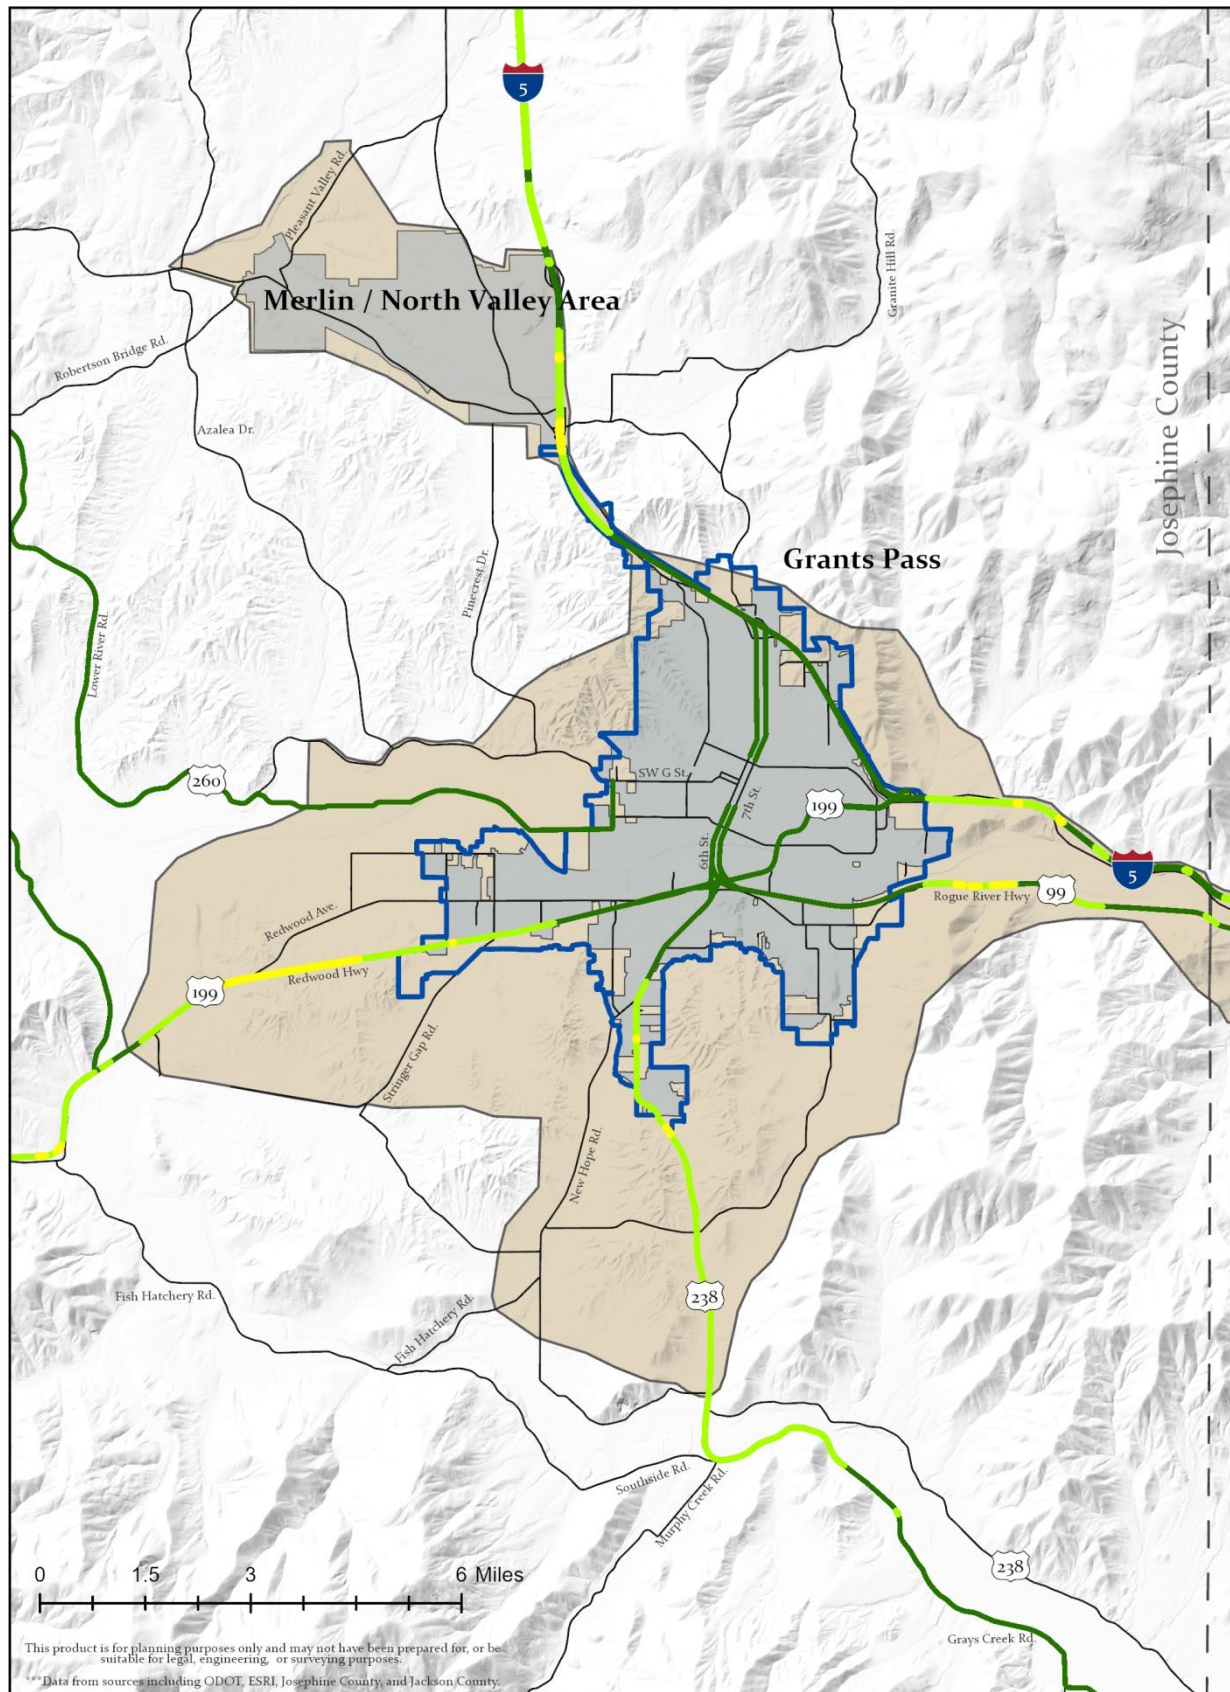 5
Pleasant Valley Rd.
Granite Hill Rd.
Merlin / North Valley Area
Robertson Bridge Rd.
Josephine County
Azalea Dr.
Pinecrest Dr.
Grants Pass
Lower River Rd.
260
SW G St.
7th St.
199
6th St.
5
99
Rogue River Hwy
Redwood Ave.
Redwood Hwy
199
Stringer Gap Rd.
New Hope Rd.
Fish Hatchery Rd.
238
Fish Hatchery Rd.
Southside Rd.
Murphy Creek Rd.
238
0 1.5 3 6 Miles
Grays Creek Rd.
This product is for planning purposes only and may not have been prepared for, or be
suitable for legal, engineering, or surveying purposes.
***Data from sources including ODOT, ESRI, Josephine County, and Jackson County.